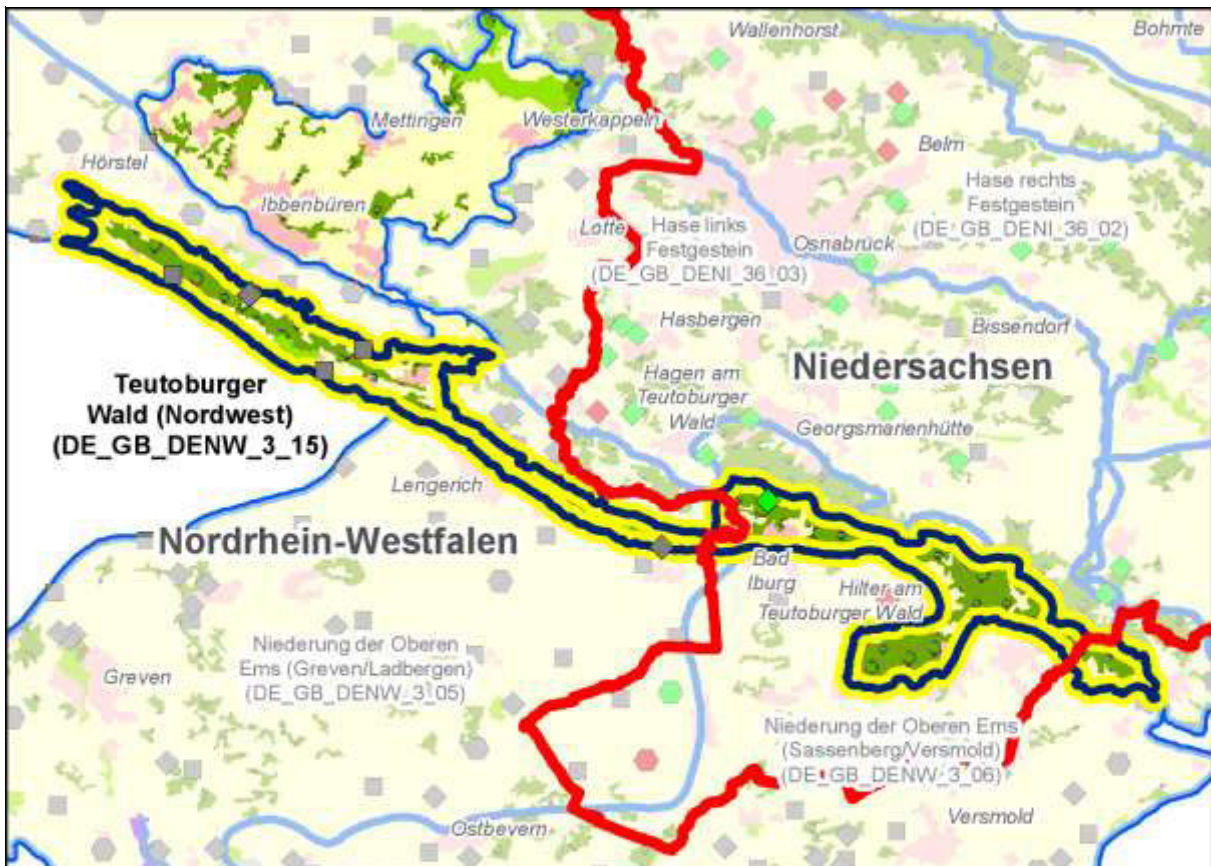 Wallenhorst
Bohmte
Mettingen
Westerkappeln
Belm
Hörstel
Ibbenbüren
Lotte
Hase links
Festgestein
(DE_GB_DENI_36_03)
Hase rechts
Festgestein
(DE_GB_DENI_36_02)
Osnabrück
Hasbergen
Bissendorf
Niedersachsen
Hagen am
Teutoburger
Wald
Georgsmarienhütte
Teutoburger
Wald (Nordwest)
(DE_GB_DENW_3_15)
Lengerich
Nordrhein-Westfalen
Bad
Iburg
Hilter am
Teutoburger Wald
Niederung der Oberen
Ems (Greven/Ladbergen)
(DE_GB_DENW_3_05)
Greven
Niederung der Oberen Ems
(Sassenberg/Versmold)
(DE_GB_DENW_3_06)
Versmold
Ostbevern